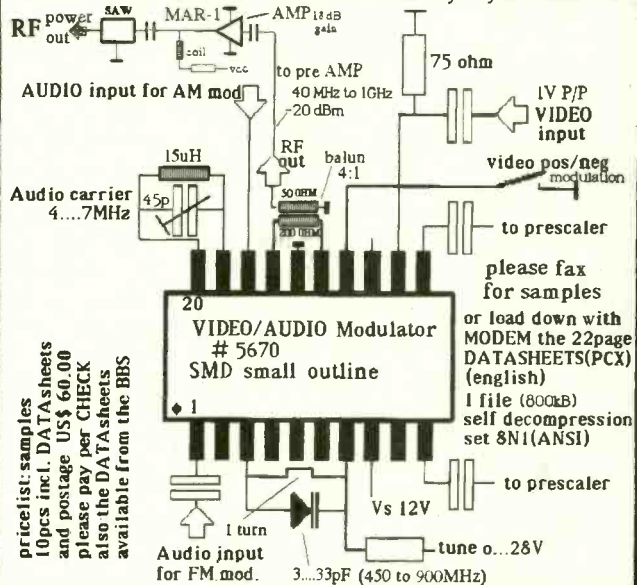 RF power out
SAW
MAR-1
AMP 18 dB gain
coil
vcc
to pre AMP
40 MHz to 1GHz
-20 dBm
75 ohm
1V P/P
VIDEO
input
AUDIO input for AM mod
RF
out
balun
4:1
50 OHM
200 OHM
video pos/neg
modulation
15uH
45p
Audio carrier
4....7MHz
to prescaler
please fax
for samples
or load down with
MODEM the 22page
DATASHEETS(PCX)
(english)
1 file (800kB)
self decompression
set 8N1(ANSI)
20
VIDEO/AUDIO Modulator
# 5670
SMD small outline
1
pricelist: samples
10pcs incl. DATAsheets
and postage US$ 60.00
please pay per CHECK
also the DATAsheets
available from the BBS
to prescaler
1 turn
Vs 12V
Audio input
for FM mod.
tune o...28V
3....33pF (450 to 900MHz)